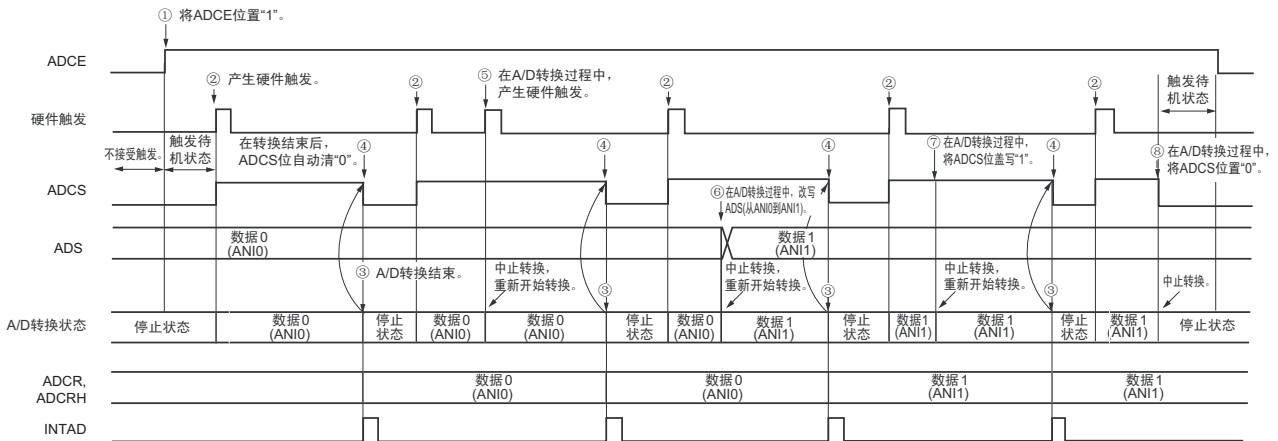 ① 将ADCE位置“1”。
ADCE
② 产生硬件触发。
②
⑤ 在A/D转换过程中，
产生硬件触发。
②
②
②
触发待
机状态
硬件触发
不接受触发。
触发待
机状态
在转换结束后，
ADCS位自动清“0”。
④
④
④
⑦ 在A/D转换过程中，
将ADCS位盖写“1”。
④
⑧ 在A/D转换过程中，
将ADCS位置“0”。
ADCS
⑥ 在A/D转换过程中，改写
ADS(从ANI0到ANI1)。
ADS
数据0
(ANI0)
数据1
(ANI1)
③ A/D转换结束。
中止转换，
重新开始转换。
③
中止转换，
重新开始转换。
③
中止转换，
重新开始转换。
③
中止转换。
A/D转换状态
停止状态
数据0
(ANI0)
停止
状态
数据0
(ANI0)
数据0
(ANI0)
停止
状态
数据0
(ANI0)
数据1
(ANI1)
停止
状态
数据1
(ANI1)
数据1
(ANI1)
停止
状态
数据1
(ANI1)
停止状态
ADCR,
ADCRH
数据0
(ANI0)
数据0
(ANI0)
数据1
(ANI1)
数据1
(ANI1)
INTAD